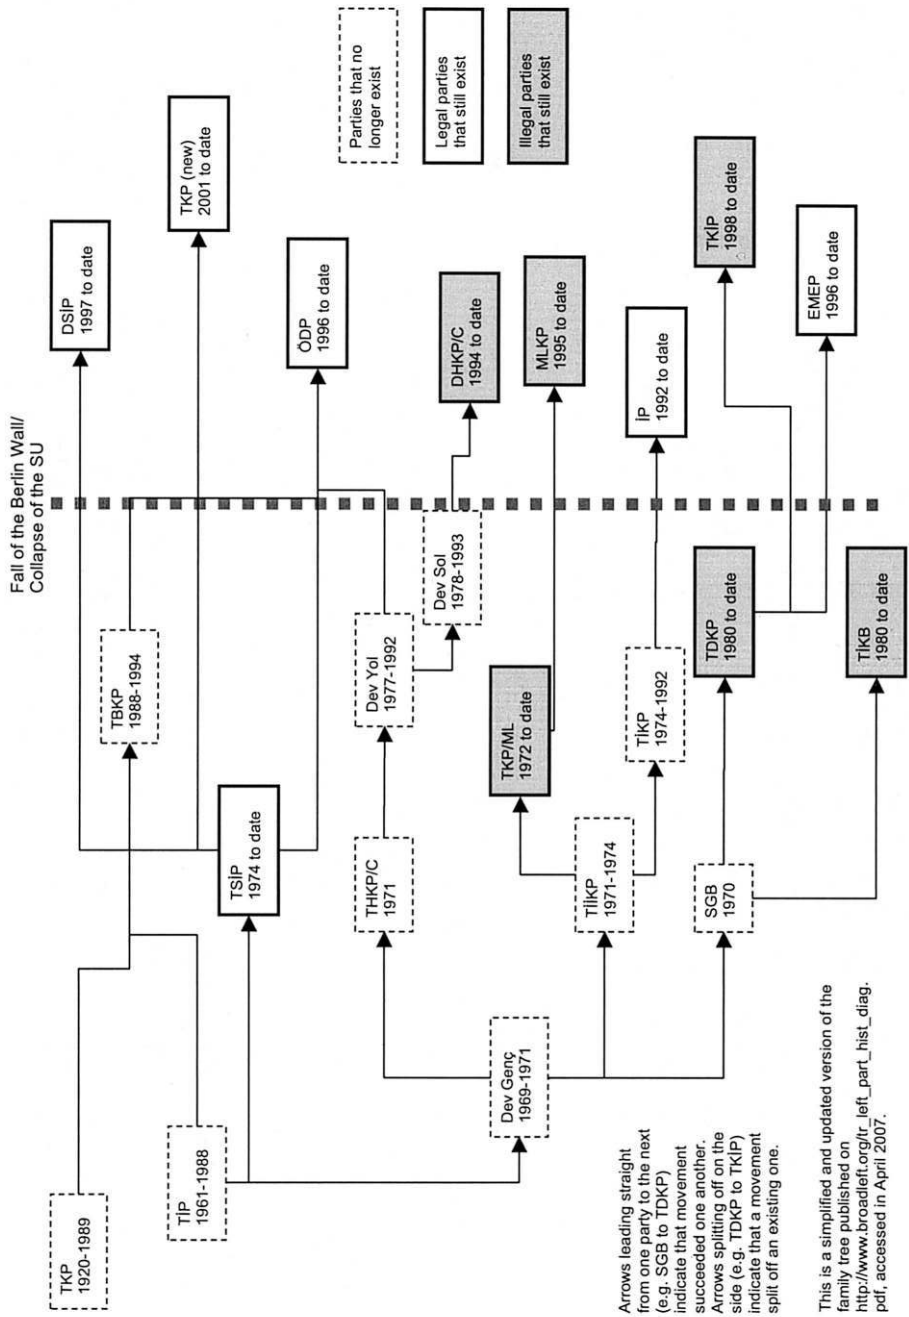 Fall of the Berlin Wall/
Collapse of the SU
TKP
1920-1989
TİP
1961-1988
TBKP
1988-1994
DSİP
1997 to date
TKP (new)
2001 to date
TSİP
1974 to date
ÖDP
1996 to date
THKP/C
1971
Dev Yol
1977-1992
Dev Sol
1978-1993
DHKP/C
1994 to date
Dev Genç
1969-1971
TKP/ML
1972 to date
MLKP
1995 to date
TİİKP
1971-1974
TİKP
1974-1992
İP
1992 to date
SGB
1970
TDKP
1980 to date
TKİP
1998 to date
EMEP
1996 to date
TİKB
1980 to date
Parties that no
longer exist
Legal parties
that still exist
Illegal parties
that still exist
Arrows leading straight
from one party to the next
(e.g. SGB to TDKP)
indicate that movement
succeeded one another.
Arrows splitting off on the
side (e.g. TDKP to TKİP)
indicate that a movement
split off an existing one.
This is a simplified and updated version of the
family tree published on
http://www.broadleft.org/tr_left_part_hist_diag.
pdf, accessed in April 2007.